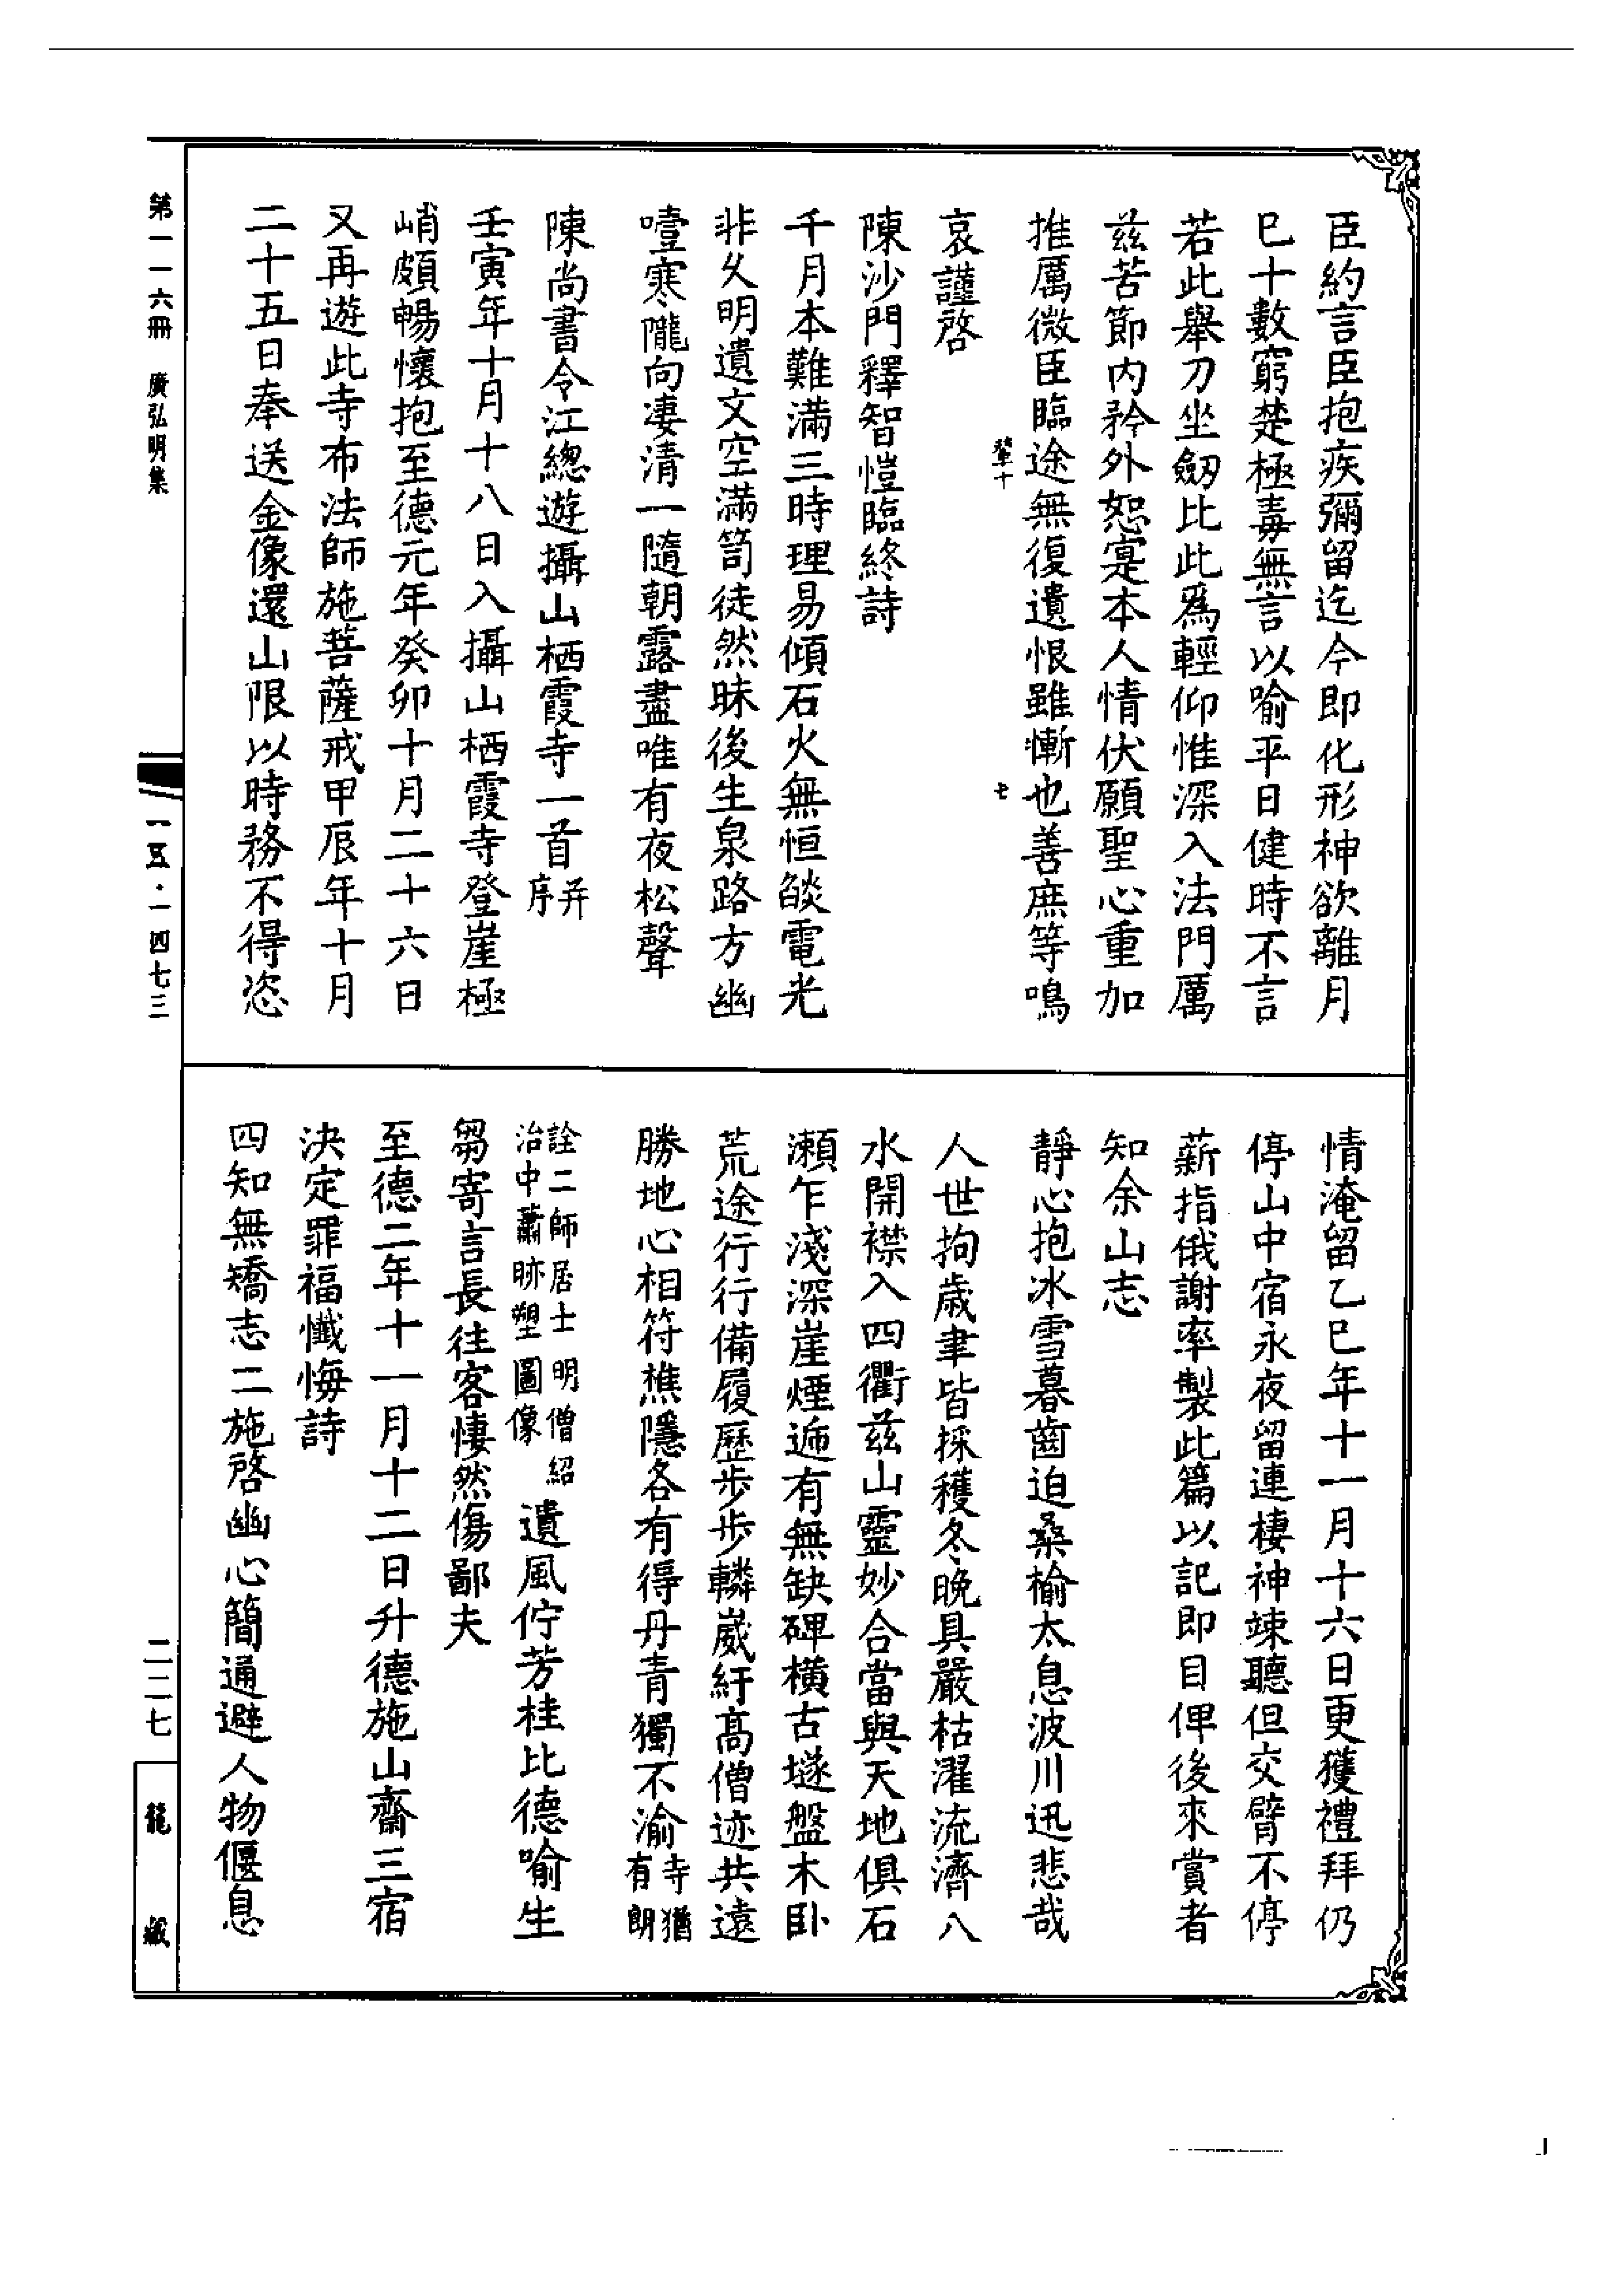 臣約言臣抱疾彌留迄今即化形神欲離月
巳十數窮楚極毒無言以喻平日健時不言
若此舉刀坐劒比此爲輕仰惟深入法門厲
茲苦節内矜外恕寔本人情伏願聖心重加
推厲微臣臨途無復遺恨雖慚也善庶等鳴
輦十 七
哀謹啓
陳沙門釋智愷臨終詩
千月本難滿三時理易傾石火無恒燄電光
非久明遺文空滿笥徒然昧後生泉路方幽
噎寒隴向凄清一隨朝露盡唯有夜松聲
陳尚書令江總遊攝山栖霞寺一首并序
壬寅年十月十八日入攝山栖霞寺登崖極
峭頗暢懷抱至德元年癸卯十月二十六日
又再遊此寺布法師施菩薩戒甲辰年十月
二十五日奉送金像還山限以時務不得恣
情淹留乙巳年十一月十六日更獲禮拜仍
停山中宿永夜留連棲神竦聽但交臂不停
薪指俄謝率製此篇以記即目俾後來賞者
知余山志
靜心抱冰雪暮齒迫桑榆太息波川迅悲哉
人世拘歲聿皆採穫冬晚具嚴枯濯流濟八
水開襟入四衢茲山靈妙合當與天地俱石
瀨乍淺深崖煙遞有無缺碑橫古墜盤木卧
荒途行行備履歷步步轔威紆高僧迹共遠
勝地心相符樵隱各有得丹青獨不渝寺猶有朗
詮二師居士明僧紹治中蕭眎塑圖像遺風佇芳桂比德喻生
芻寄言長往客悽然傷鄙夫
至德二年十一月十二日升德施山齋三宿
決定罪福懺悔詩
四知無矯志二施啓幽心簡通避人物偃息
第一一六冊 廣弘明集
一五·一四七三
二二七
龍藏